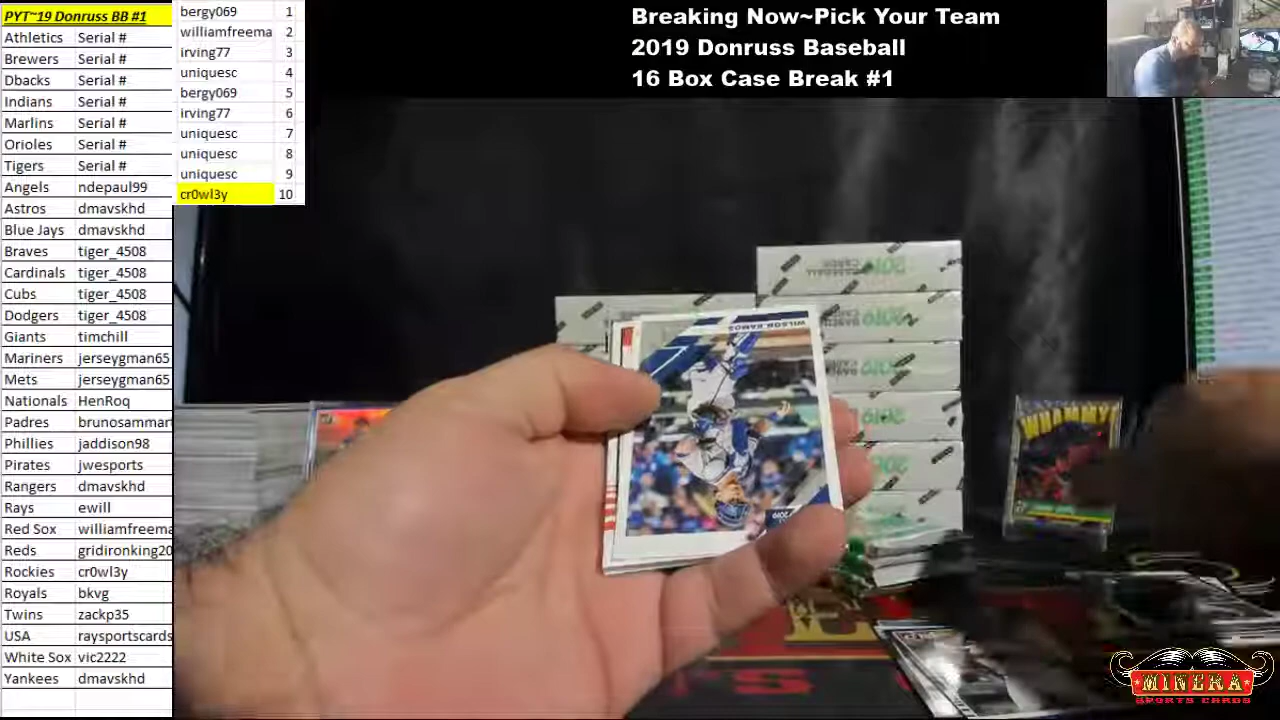 PYT~19 Donruss BB #1
Athletics Serial #
Brewers Serial #
Dbacks Serial #
Indians Serial #
Marlins Serial #
Orioles Serial #
Tigers Serial #
Angels ndepaul99
Astros dmavskhd
Blue Jays dmavskhd
Braves tiger_4508
Cardinals tiger_4508
Cubs tiger_4508
Dodgers tiger_4508
Giants timchill
Mariners jerseygman65
Mets jerseygman65
Nationals HenRoq
Padres brunosammar
Phillies jaddison98
Pirates jwesports
Rangers dmavskhd
Rays ewill
Red Sox williamfreema
Reds gridironking20
Rockies cr0wl3y
Royals bkvg
Twins zackp35
USA raysportscards
White Sox vic2222
Yankees dmavskhd
bergy069 1
williamfreema 2
irving77 3
uniquesc 4
bergy069 5
irving77 6
uniquesc 7
uniquesc 8
uniquesc 9
cr0wl3y 10
Breaking Now~Pick Your Team
2019 Donruss Baseball
16 Box Case Break #1
WILSON RAMOS
WHAMMY!
MINERA
SPORTS CARDS